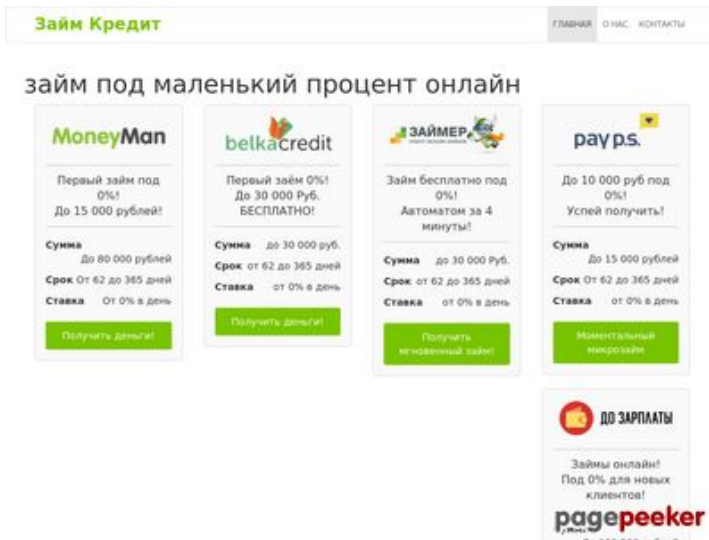 Займ Кредит
ГЛАВНАЯ О НАС КОНТАКТЫ
займ под маленький процент онлайн
MoneyMan
Первый займ под
0%!
До 15 000 рублей!
Сумма
До 80 000 рублей
Срок От 62 до 365 дней
Ставка От 0% в день
Получить деньги!
belkacredit
Первый заём 0%!
До 30 000 Руб.
БЕСПЛАТНО!
Сумма до 30 000 руб.
Срок от 62 до 365 дней
Ставка от 0% в день
Получить деньги!
ЗАЙМЕР
Займ бесплатно под
0%!
Автоматом за 4
минуты!
Сумма до 30 000 Руб.
Срок от 62 до 365 дней
Ставка от 0% в день
Получить
мгновенный займ!
pay p.s.
До 10 000 руб под
0%!
Успей получить!
Сумма
До 15 000 рублей
Срок От 62 до 365 дней
Ставка От 0% в день
Моментальный
микрозайм
ДО ЗАРПЛАТЫ
Займы онлайн!
Под 0% для новых
клиентов!
pagepeeker